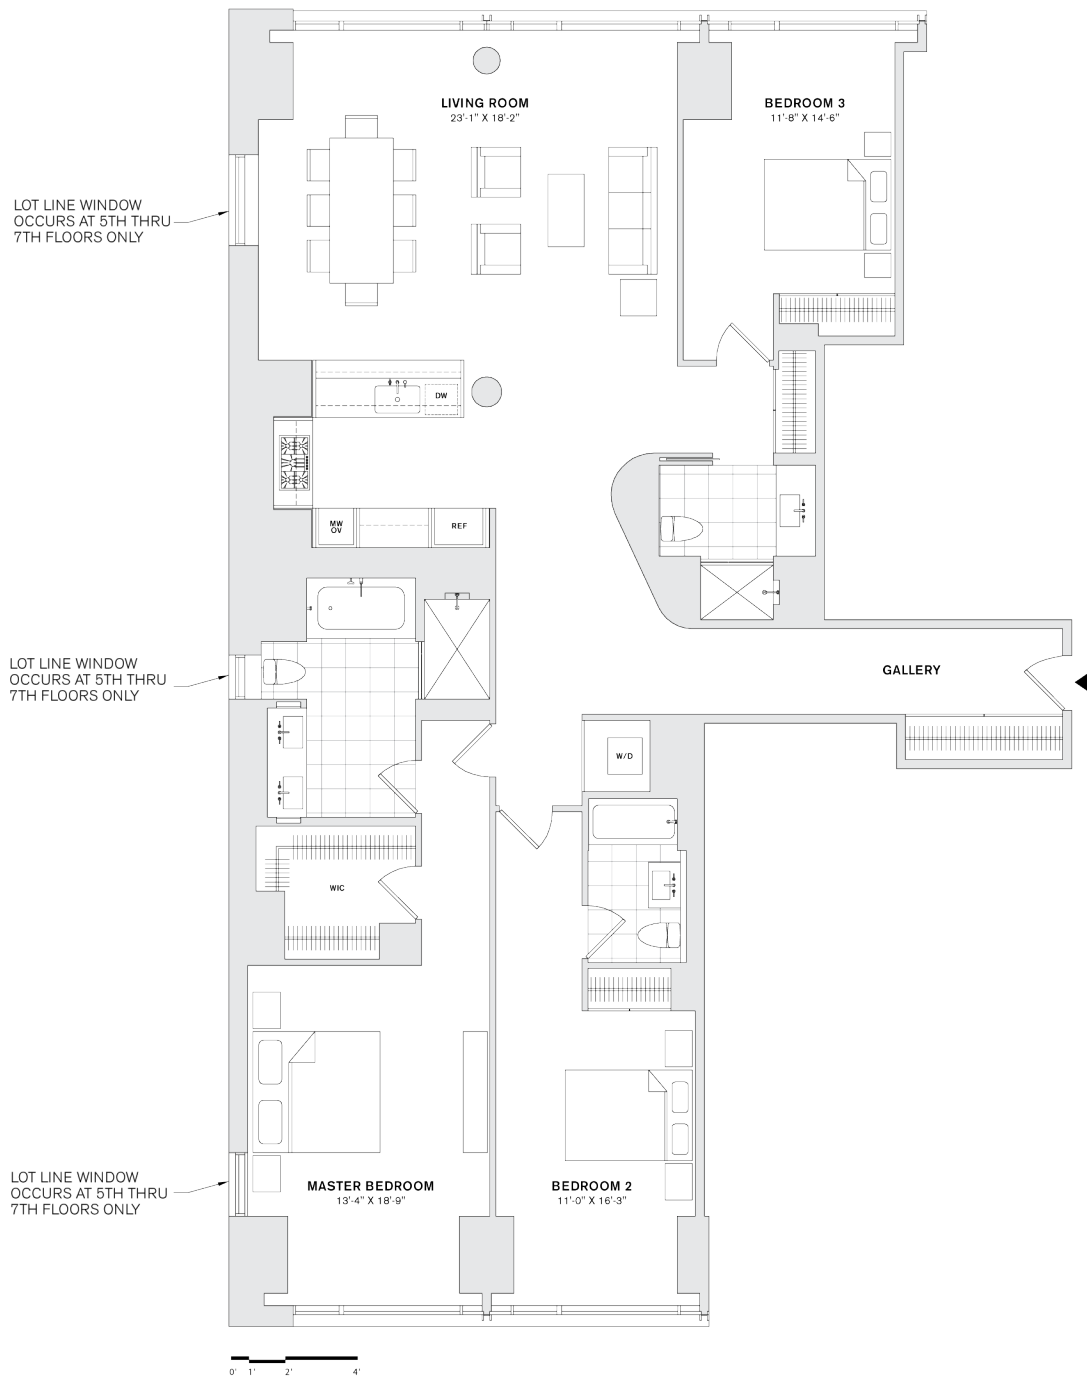 LIVING ROOM
23'-1" X 18'-2"
BEDROOM 3
11'-8" X 14'-6"
LOT LINE WINDOW
OCCURS AT 5TH THRU
7TH FLOORS ONLY
DW
MW
OV
REF
LOT LINE WINDOW
OCCURS AT 5TH THRU
7TH FLOORS ONLY
GALLERY
W/D
WIC
LOT LINE WINDOW
OCCURS AT 5TH THRU
7TH FLOORS ONLY
MASTER BEDROOM
13'-4" X 18'-9"
BEDROOM 2
11'-0" X 16'-3"
0' 1' 2' 4'